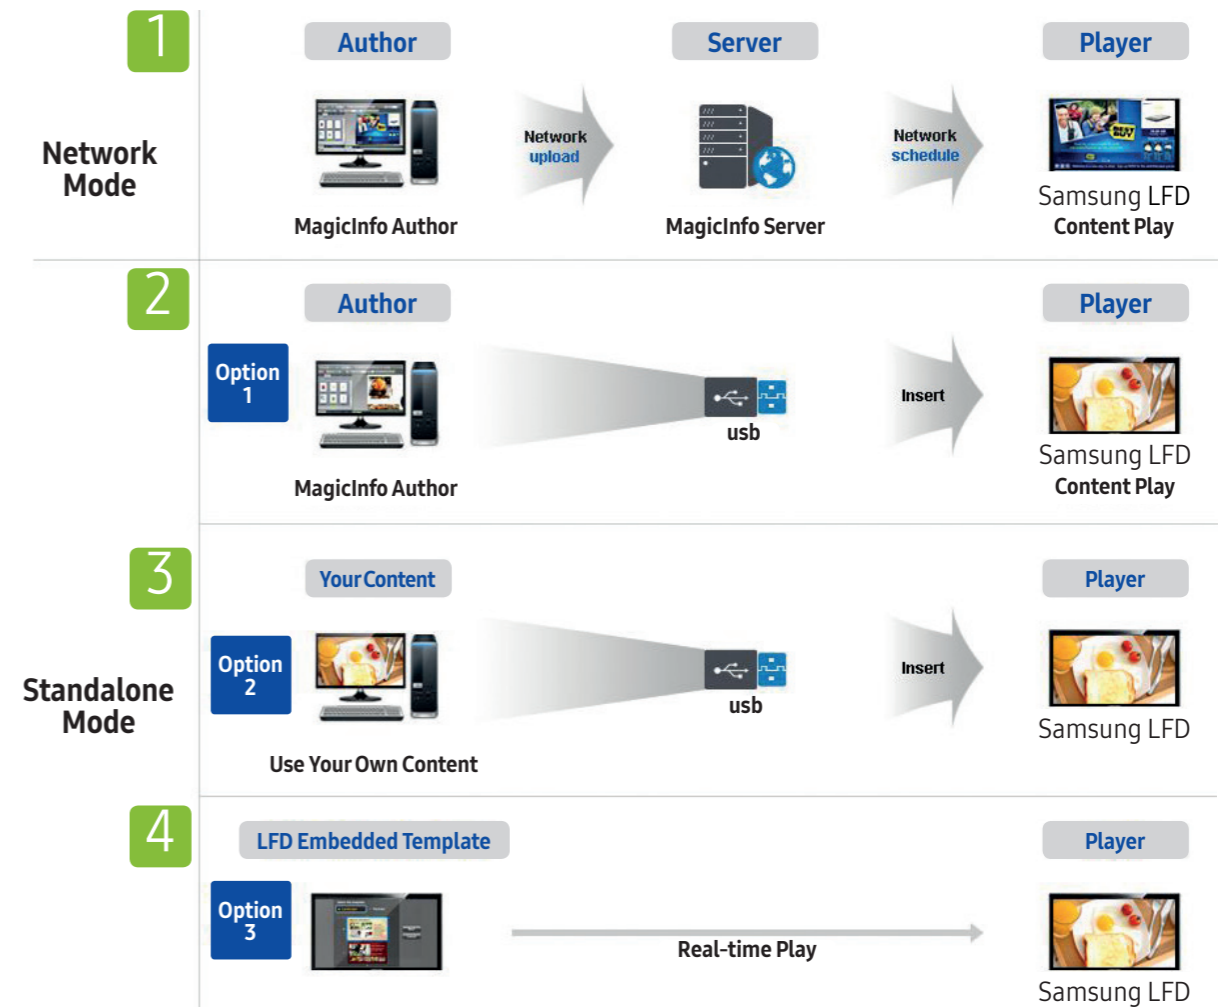 1
Author
Server
Player
Network
Mode
Network
upload
Network
schedule
BEST
BUY
MagicInfo Author
MagicInfo Server
Samsung LFD
Content Play
2
Author
Player
Option
1
usb
Insert
MagicInfo Author
Samsung LFD
Content Play
3
Your Content
Player
Option
2
usb
Insert
Standalone
Mode
Use Your Own Content
Samsung LFD
4
LFD Embedded Template
Player
Option
3
Real-time Play
Samsung LFD